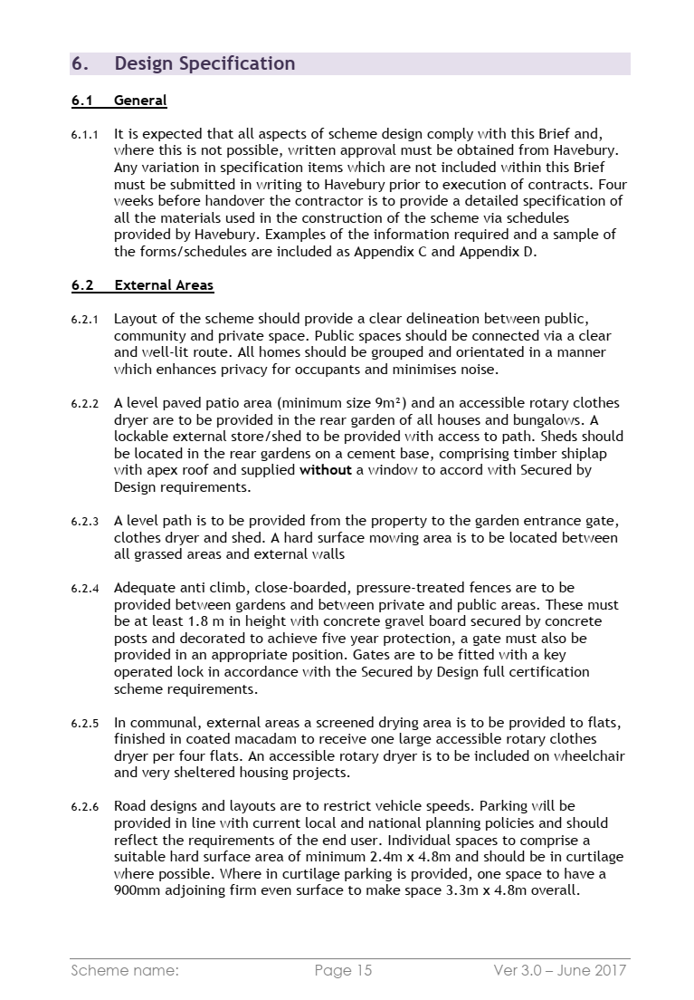 6. Design Specification
6.1 General
6.1.1 It is expected that all aspects of scheme design comply with this Brief and,
where this is not possible, written approval must be obtained from Havebury.
Any variation in specification items which are not included within this Brief
must be submitted in writing to Havebury prior to execution of contracts. Four
weeks before handover the contractor is to provide a detailed specification of
all the materials used in the construction of the scheme via schedules
provided by Havebury. Examples of the information required and a sample of
the forms/schedules are included as Appendix C and Appendix D.
6.2 External Areas
6.2.1 Layout of the scheme should provide a clear delineation between public,
community and private space. Public spaces should be connected via a clear
and well-lit route. All homes should be grouped and orientated in a manner
which enhances privacy for occupants and minimises noise.
6.2.2 A level paved patio area (minimum size 9m²) and an accessible rotary clothes
dryer are to be provided in the rear garden of all houses and bungalows. A
lockable external store/shed to be provided with access to path. Sheds should
be located in the rear gardens on a cement base, comprising timber shiplap
with apex roof and supplied without a window to accord with Secured by
Design requirements.
6.2.3 A level path is to be provided from the property to the garden entrance gate,
clothes dryer and shed. A hard surface mowing area is to be located between
all grassed areas and external walls
6.2.4 Adequate anti climb, close-boarded, pressure-treated fences are to be
provided between gardens and between private and public areas. These must
be at least 1.8 m in height with concrete gravel board secured by concrete
posts and decorated to achieve five year protection, a gate must also be
provided in an appropriate position. Gates are to be fitted with a key
operated lock in accordance with the Secured by Design full certification
scheme requirements.
6.2.5 In communal, external areas a screened drying area is to be provided to flats,
finished in coated macadam to receive one large accessible rotary clothes
dryer per four flats. An accessible rotary dryer is to be included on wheelchair
and very sheltered housing projects.
6.2.6 Road designs and layouts are to restrict vehicle speeds. Parking will be
provided in line with current local and national planning policies and should
reflect the requirements of the end user. Individual spaces to comprise a
suitable hard surface area of minimum 2.4m x 4.8m and should be in curtilage
where possible. Where in curtilage parking is provided, one space to have a
900mm adjoining firm even surface to make space 3.3m x 4.8m overall.
Scheme name: Page 15 Ver 3.0 – June 2017